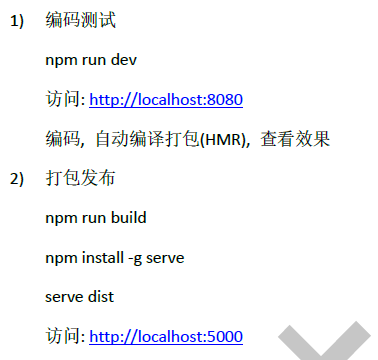 1) 编码测试
npm run dev
访问: http://localhost:8080
编码, 自动编译打包(HMR), 查看效果
2) 打包发布
npm run build
npm install -g serve
serve dist
访问: http://localhost:5000